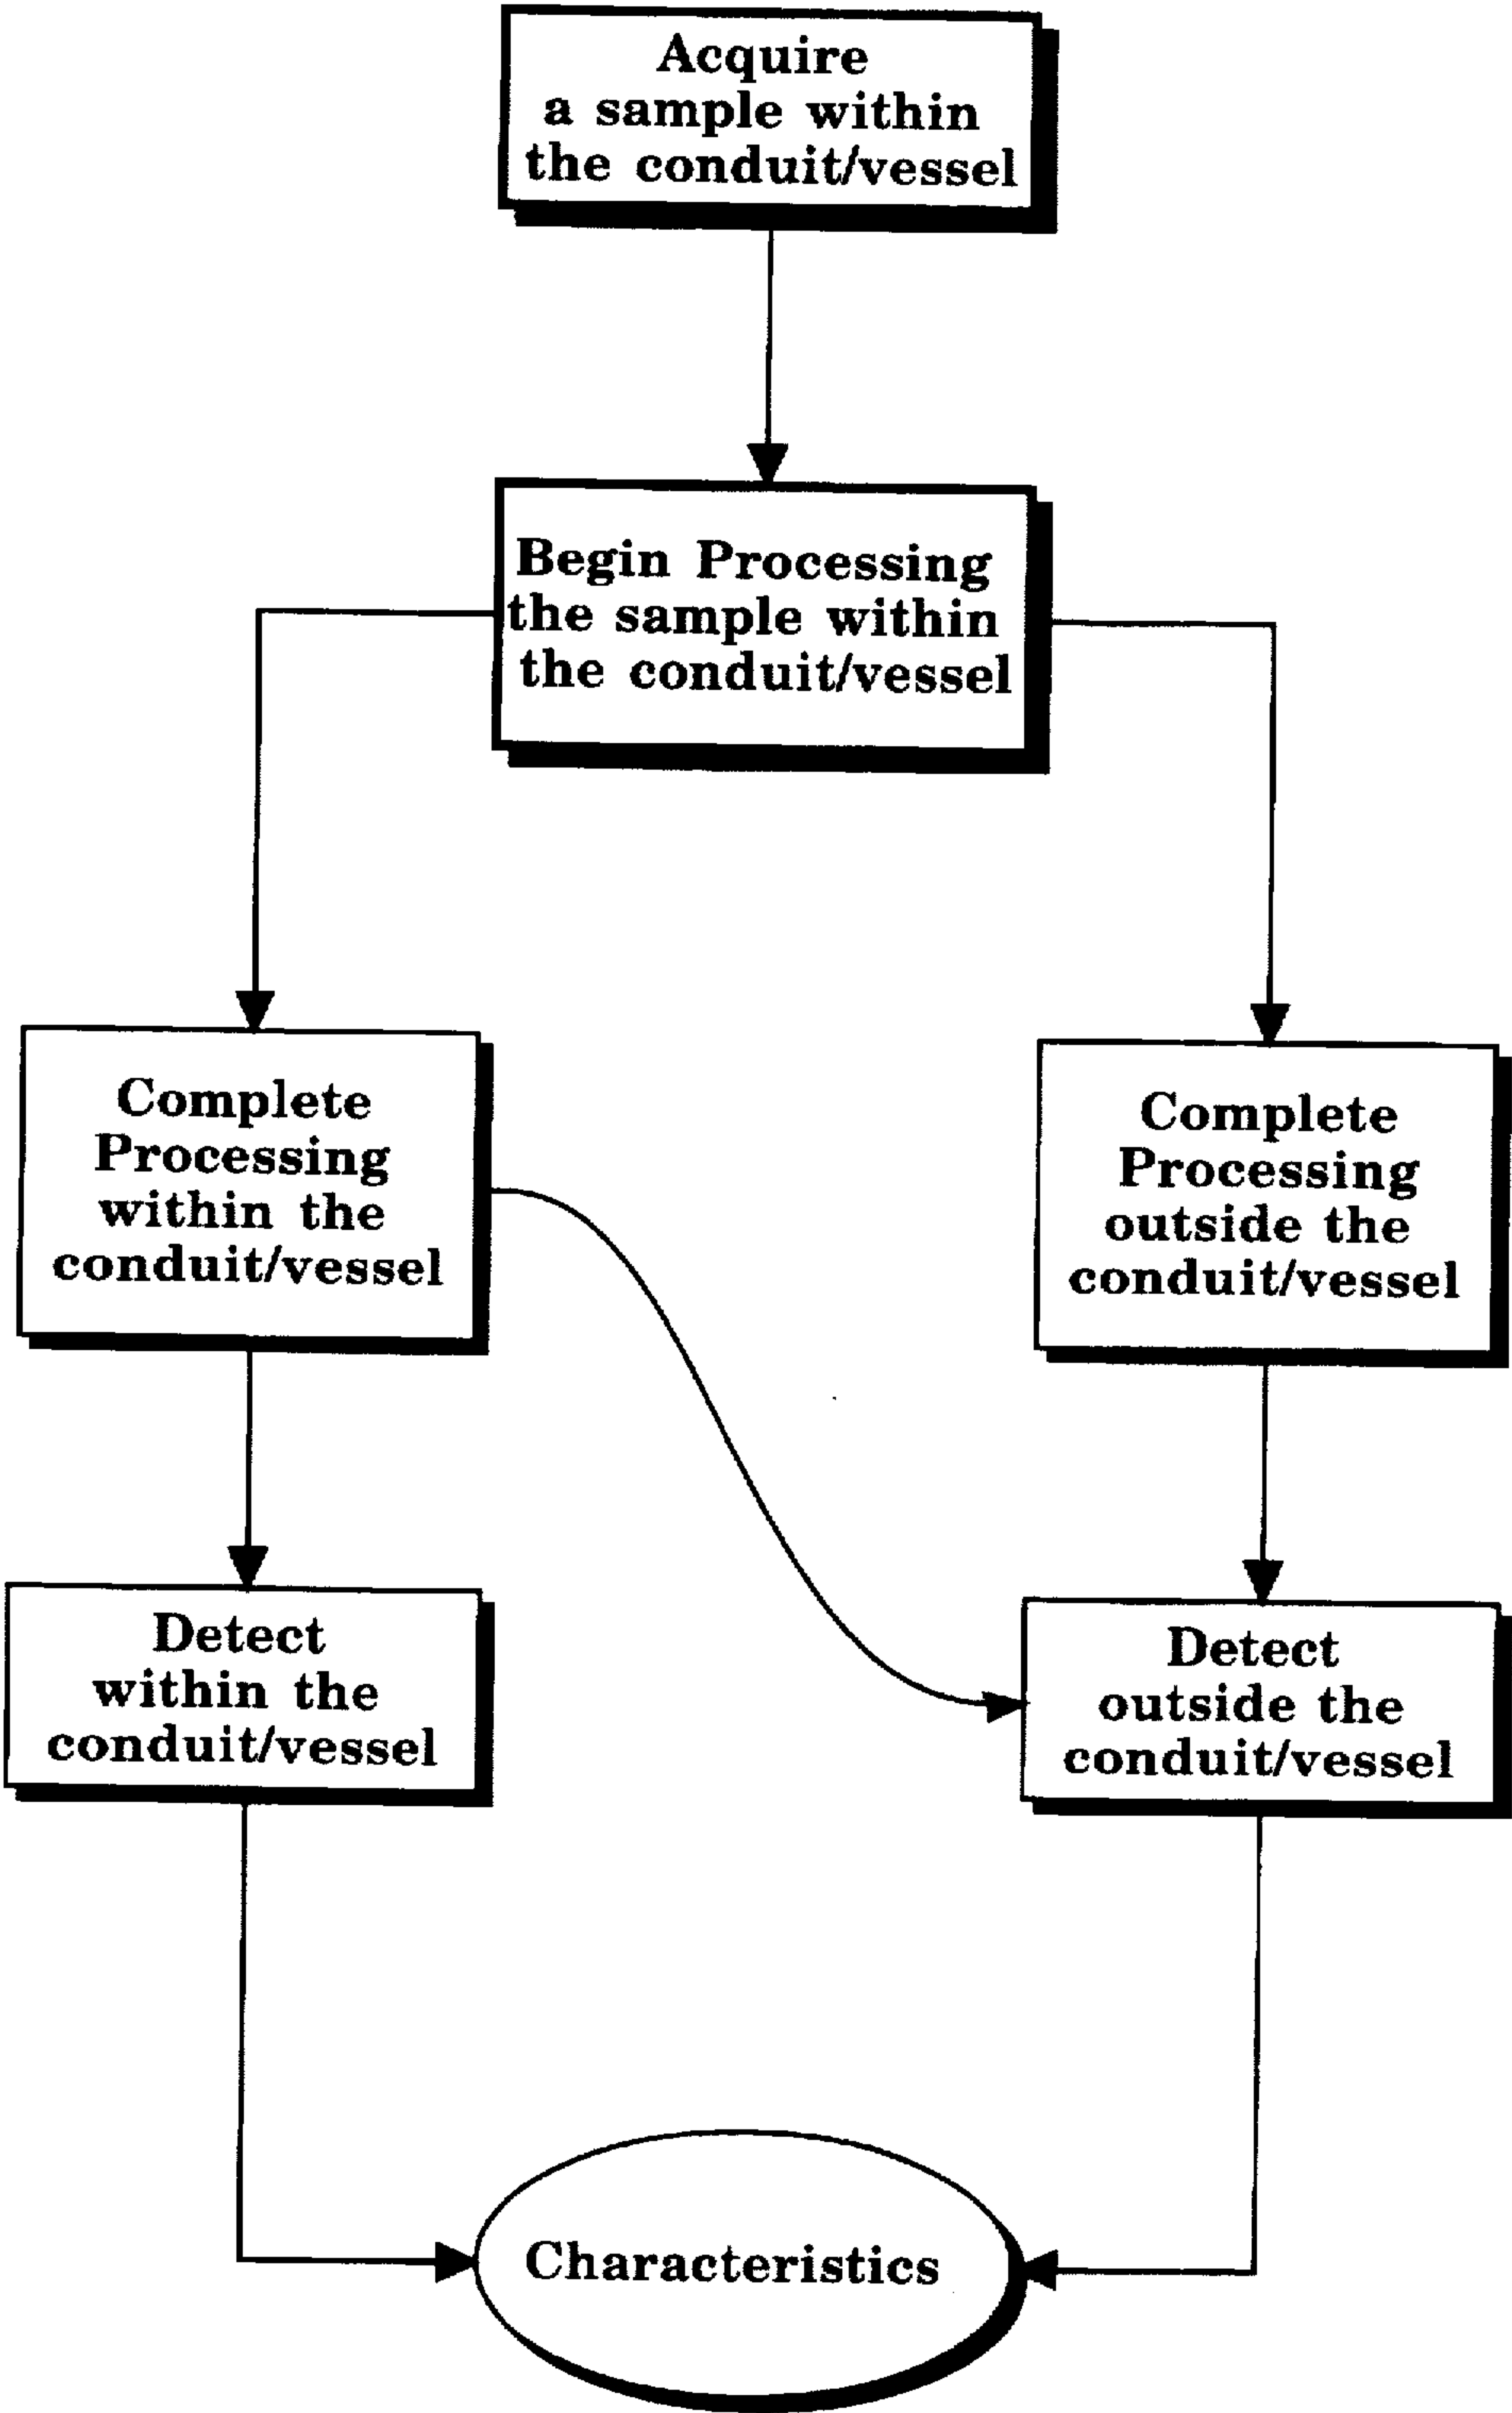 Acquire
a sample within
the conduit/vessel
Begin Processing
the sample within
the conduit/vessel
Complete
Processing
within the
conduit/vessel
Complete
Processing
outside the
conduit/vessel
Detect
within the
conduit/vessel
Detect
outside the
conduit/vessel
Characteristics